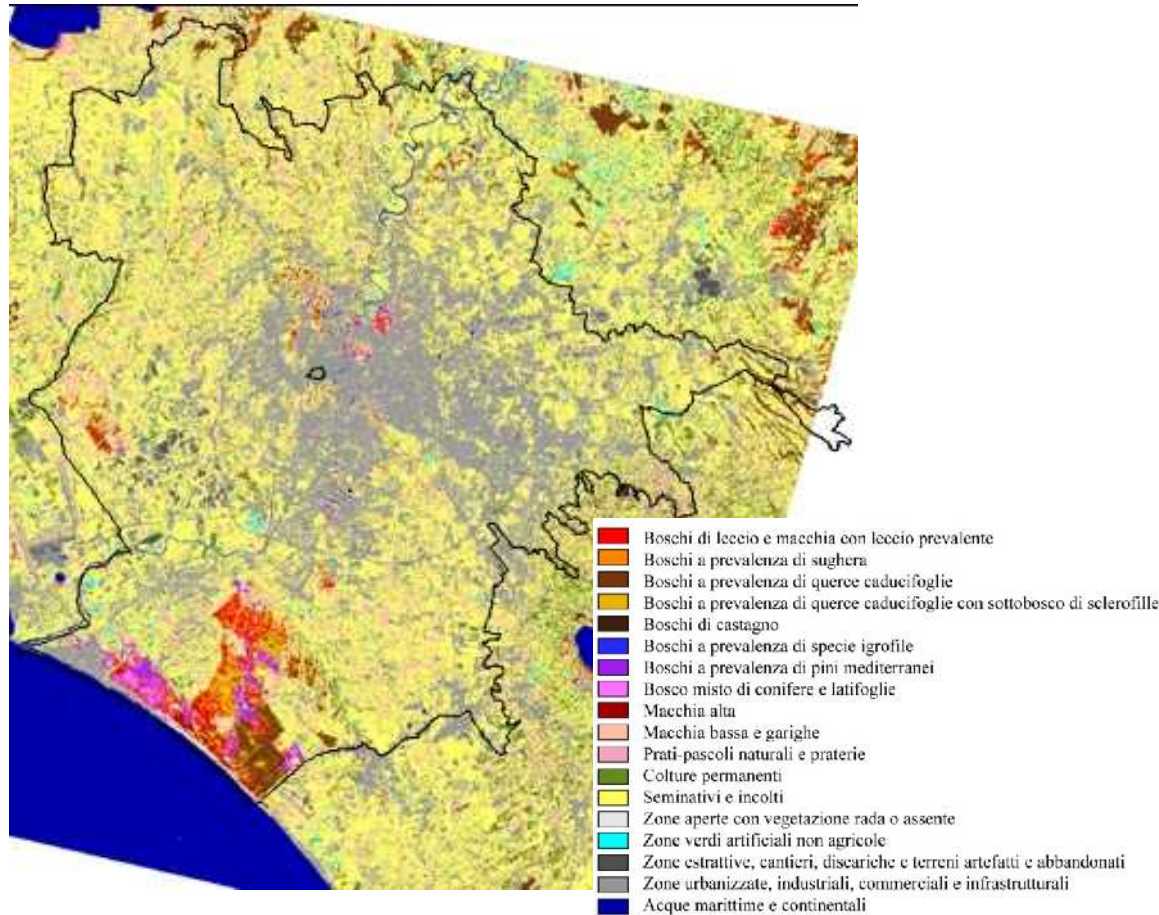 Boschi di leccio e macchia con leccio prevalente
Boschi a prevalenza di sughera
Boschi a prevalenza di querce caducifoglie
Boschi a prevalenza di querce caducifoglie con sottobosco di sclerofille
Boschi di castagno
Boschi a prevalenza di specie igrofile
Boschi a prevalenza di pini mediterranei
Bosco misto di conifere e latifoglie
Macchia alta
Macchia bassa e garighe
Prati-pascoli naturali e praterie
Colture permanenti
Seminativi e incolti
Zone aperte con vegetazione rada o assente
Zone verdi artificiali non agricole
Zone estrattive, cantieri, discariche e terreni artefatti e abbandonati
Zone urbanizzate, industriali, commerciali e infrastrutturali
Acque marittime e continentali